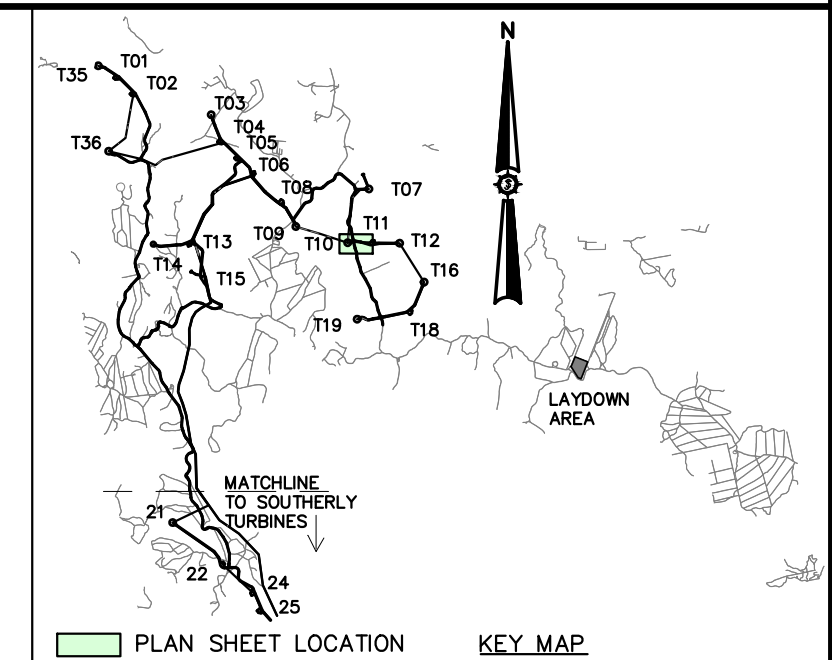 N
T01
T35
T02
T03
T04
T36
T05
T06
T08
T07
T11
T09
T10
T12
T13
T14
T15
T16
T19
T18
LAYDOWN
AREA
MATCHLINE
TO SOUTHERLY
TURBINES
21
22
24
25
PLAN SHEET LOCATION
KEY MAP